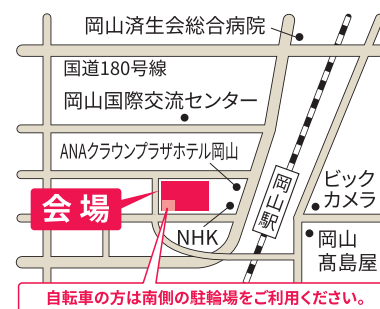 岡山済生会総合病院
国道180号線
岡山国際交流センター
ANAクラウンプラザホテル岡山
会場
岡山駅
ビック
カメラ
NHK
岡山
髙島屋
自転車の方は南側の駐輪場をご利用ください。